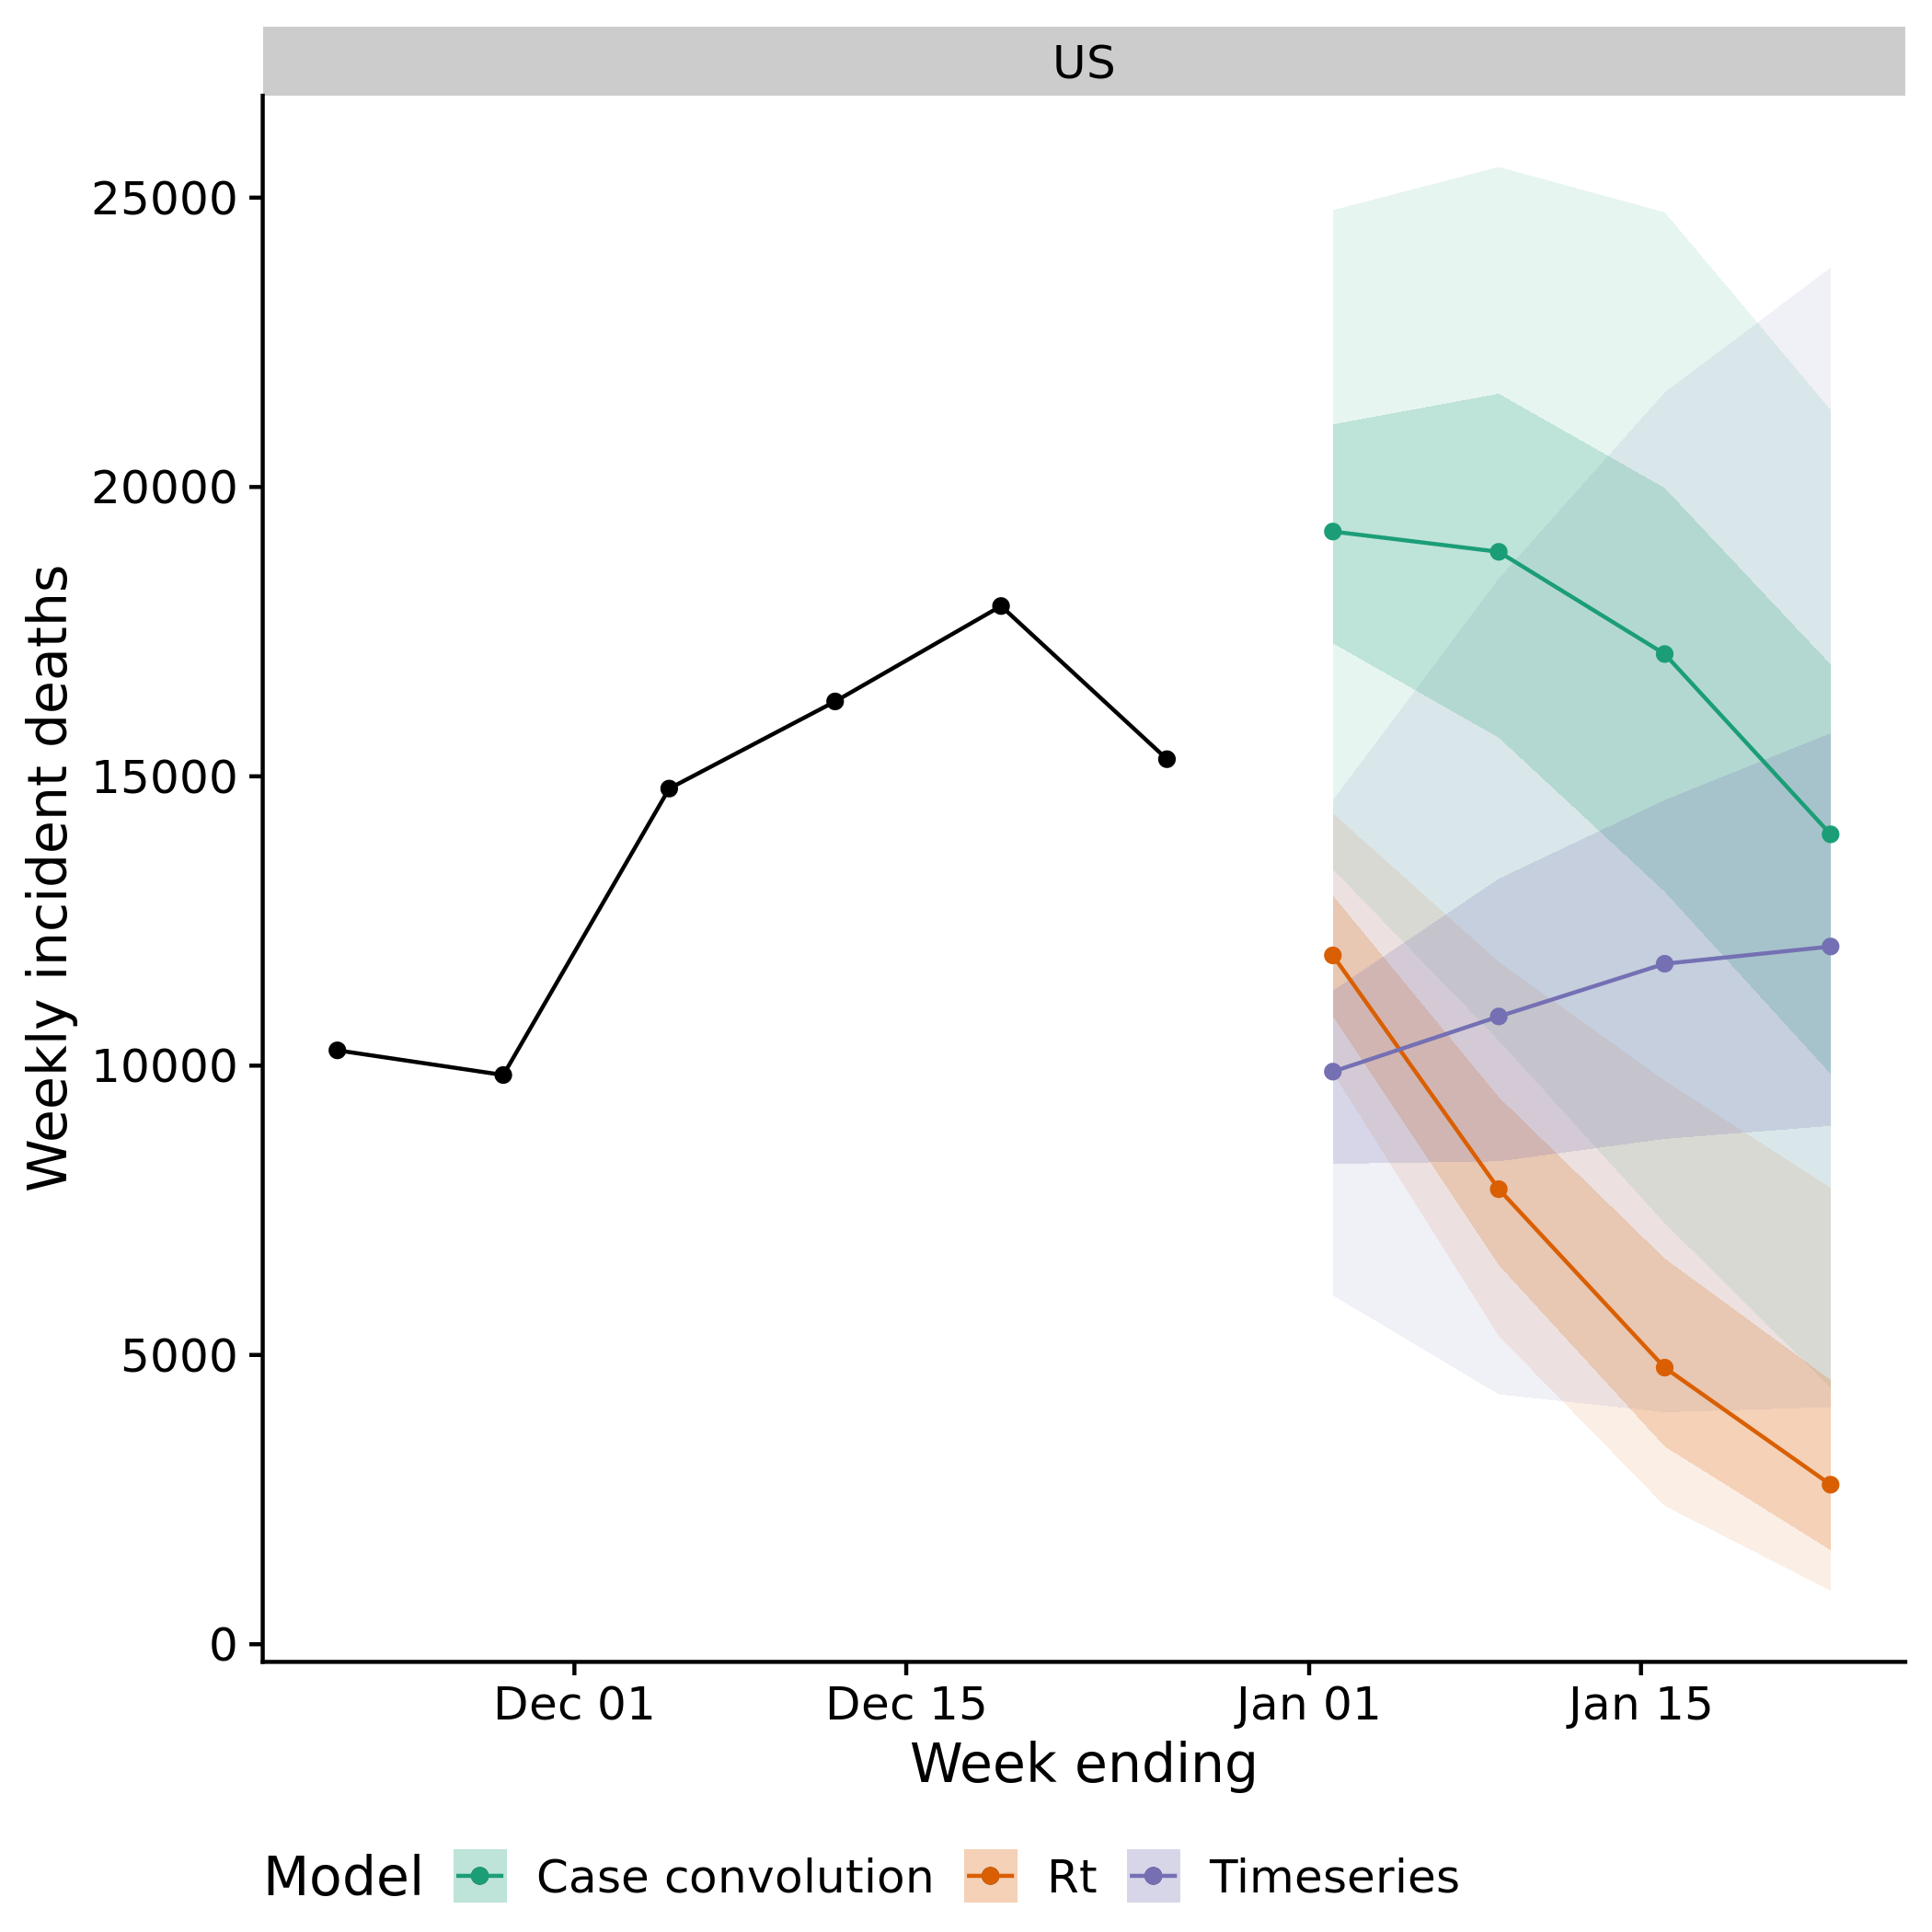 US
25000
20000
15000
10000
5000
0
Weekly incident deaths
Dec 01 Dec 15 Jan 01 Jan 15
Week ending
Model Case convolution Rt Timeseries